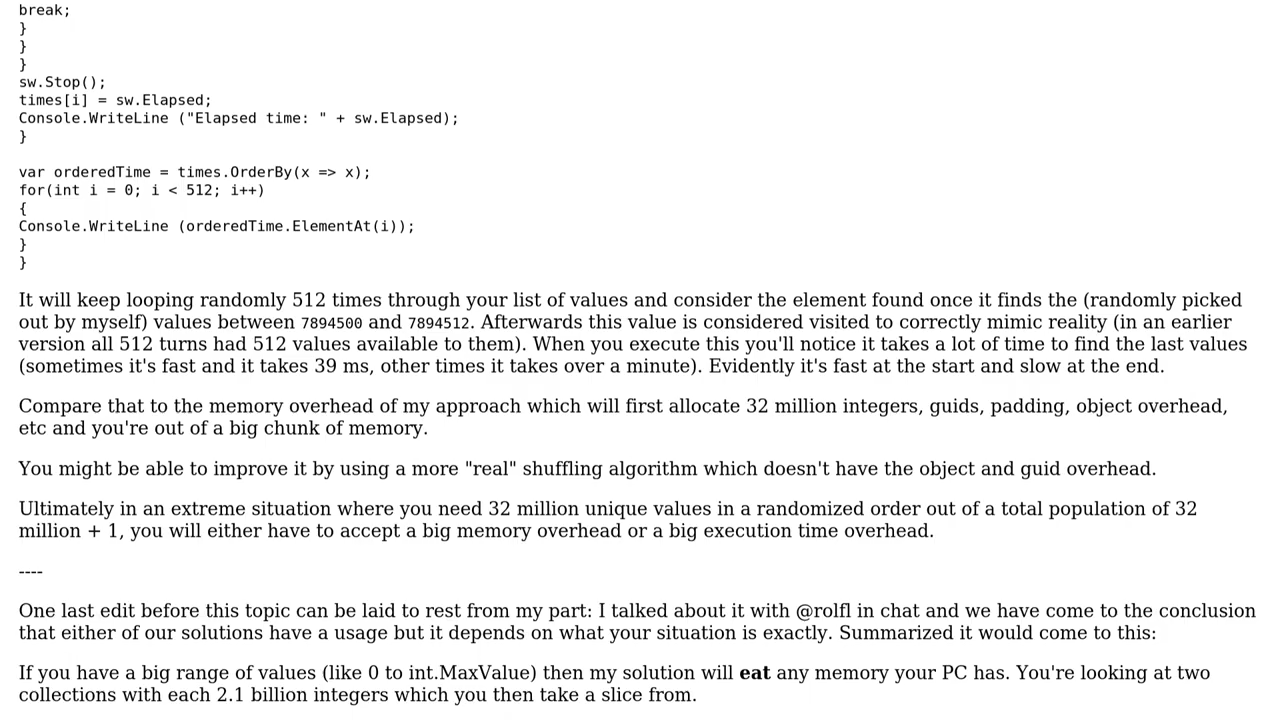 break;
}
}
}
sw.Stop();
times[i] = sw.Elapsed;
Console.WriteLine ("Elapsed time: " + sw.Elapsed);
}
var orderedTime = times.OrderBy(x => x);
for(int i = 0; i < 512; i++)
{
Console.WriteLine (orderedTime.ElementAt(i));
}
}
It will keep looping randomly 512 times through your list of values and consider the element found once it finds the (randomly picked
out by myself) values between 7894500 and 7894512. Afterwards this value is considered visited to correctly mimic reality (in an earlier
version all 512 turns had 512 values available to them). When you execute this you'll notice it takes a lot of time to find the last values
(sometimes it's fast and it takes 39 ms, other times it takes over a minute). Evidently it's fast at the start and slow at the end.
Compare that to the memory overhead of my approach which will first allocate 32 million integers, guids, padding, object overhead,
etc and you're out of a big chunk of memory.
You might be able to improve it by using a more "real" shuffling algorithm which doesn't have the object and guid overhead.
Ultimately in an extreme situation where you need 32 million unique values in a randomized order out of a total population of 32
million + 1, you will either have to accept a big memory overhead or a big execution time overhead.
----
One last edit before this topic can be laid to rest from my part: I talked about it with @rolfl in chat and we have come to the conclusion
that either of our solutions have a usage but it depends on what your situation is exactly. Summarized it would come to this:
If you have a big range of values (like 0 to int.MaxValue) then my solution will eat any memory your PC has. You're looking at two
collections with each 2.1 billion integers which you then take a slice from.